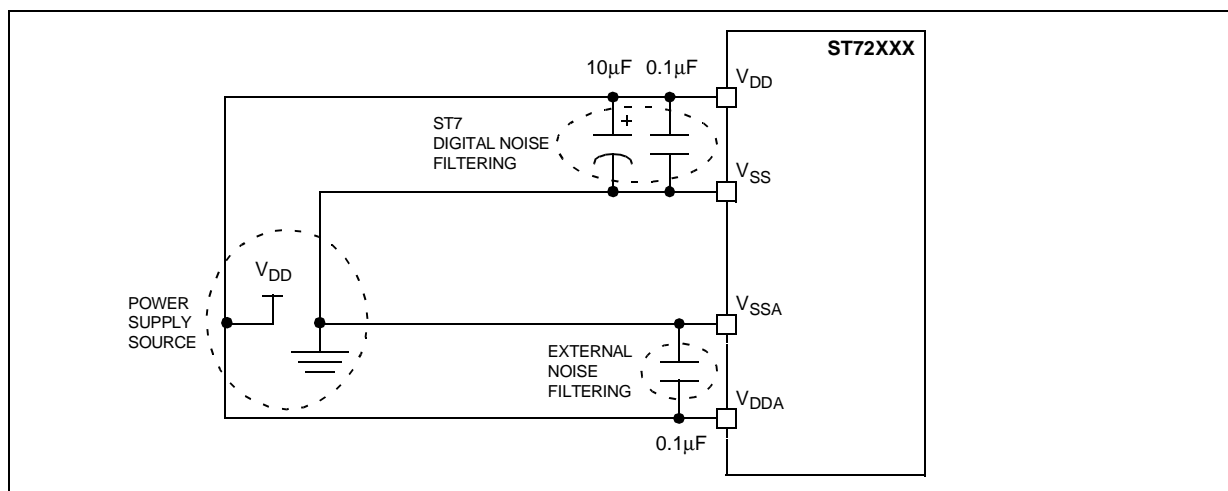 ST72XXX
10μF 0.1μF
VDD
ST7
DIGITAL NOISE
FILTERING
+
VSS
VDD
POWER
SUPPLY
SOURCE
VSSA
EXTERNAL
NOISE
FILTERING
VDDA
0.1μF